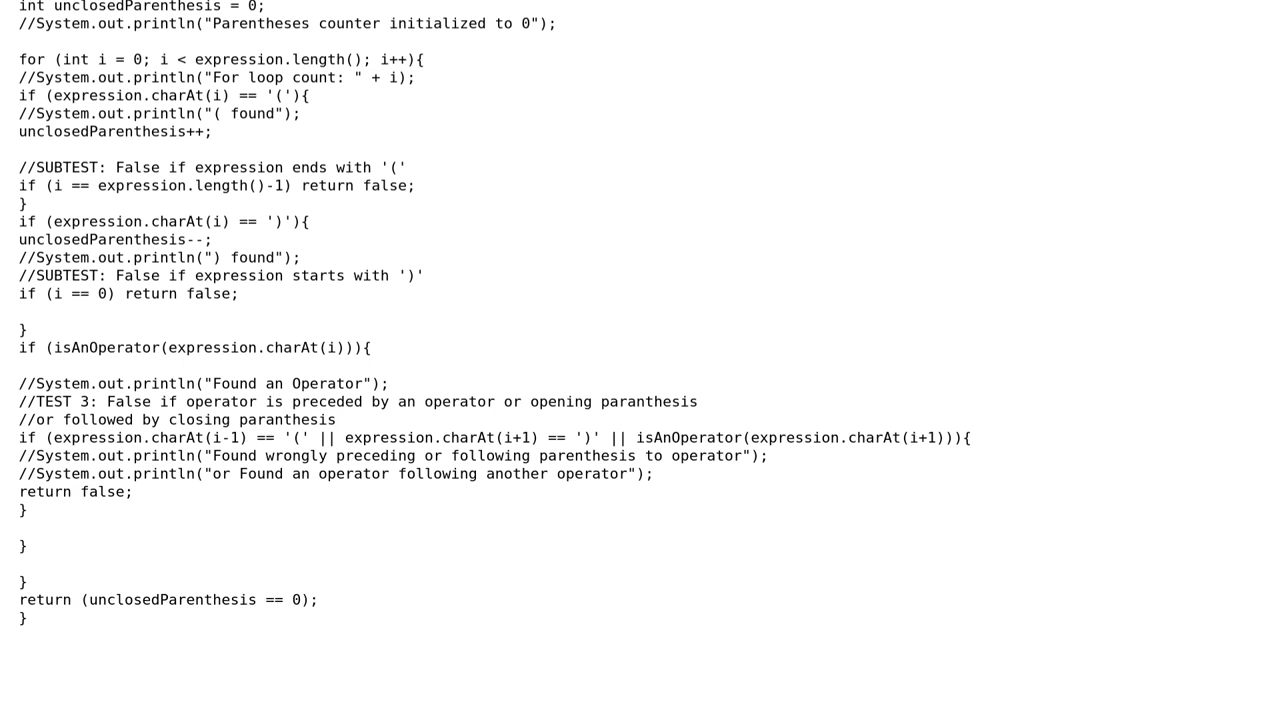 int unclosedParenthesis = 0;
//System.out.println("Parentheses counter initialized to 0");
for (int i = 0; i < expression.length(); i++){
//System.out.println("For loop count: " + i);
if (expression.charAt(i) == '('){
//System.out.println("( found");
unclosedParenthesis++;
//SUBTEST: False if expression ends with '('
if (i == expression.length()-1) return false;
}
if (expression.charAt(i) == ')'){
unclosedParenthesis--;
//System.out.println(") found");
//SUBTEST: False if expression starts with ')'
if (i == 0) return false;
}
if (isAnOperator(expression.charAt(i))){
//System.out.println("Found an Operator");
//TEST 3: False if operator is preceded by an operator or opening paranthesis
//or followed by closing paranthesis
if (expression.charAt(i-1) == '(' || expression.charAt(i+1) == ')' || isAnOperator(expression.charAt(i+1))){
//System.out.println("Found wrongly preceding or following parenthesis to operator");
//System.out.println("or Found an operator following another operator");
return false;
}
}
}
return (unclosedParenthesis == 0);
}